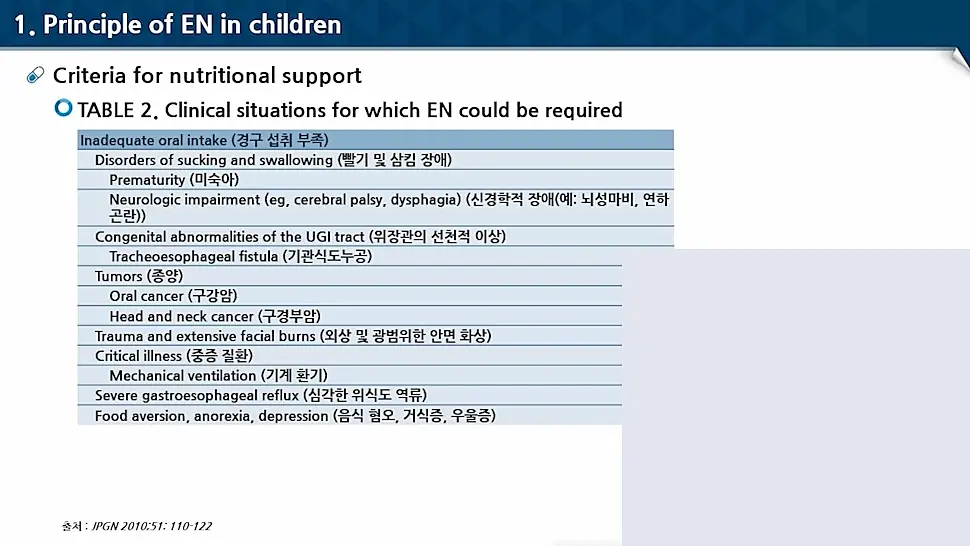 1. Principle of EN in children
Criteria for nutritional support
TABLE 2. Clinical situations for which EN could be required
Inadequate oral intake (경구 섭취 부족)
Disorders of sucking and swallowing (빨기 및 삼킴 장애)
Prematurity (미숙아)
Neurologic impairment (eg, cerebral palsy, dysphagia) (신경학적 장애(예: 뇌성마비, 연하
곤란))
Congenital abnormalities of the UGI tract (위장관의 선천적 이상)
Tracheoesophageal fistula (기관식도누공)
Tumors (종양)
Oral cancer (구강암)
Head and neck cancer (구경부암)
Trauma and extensive facial burns (외상 및 광범위한 안면 화상)
Critical illness (중증 질환)
Mechanical ventilation (기계 환기)
Severe gastroesophageal reflux (심각한 위식도 역류)
Food aversion, anorexia, depression (음식 혐오, 거식증, 우울증)
출처 : JPGN 2010;51: 110-122